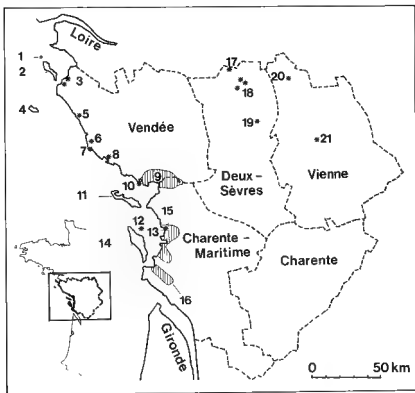 Loire
1
2
3
17
18
20
4
5
Vendée
19
6
7
8
21
9
10
Deux-
Sèvres
Vienne
11
12
13
15
14
Charente-
Maritime
Charente
16
Gironde
0
50 km